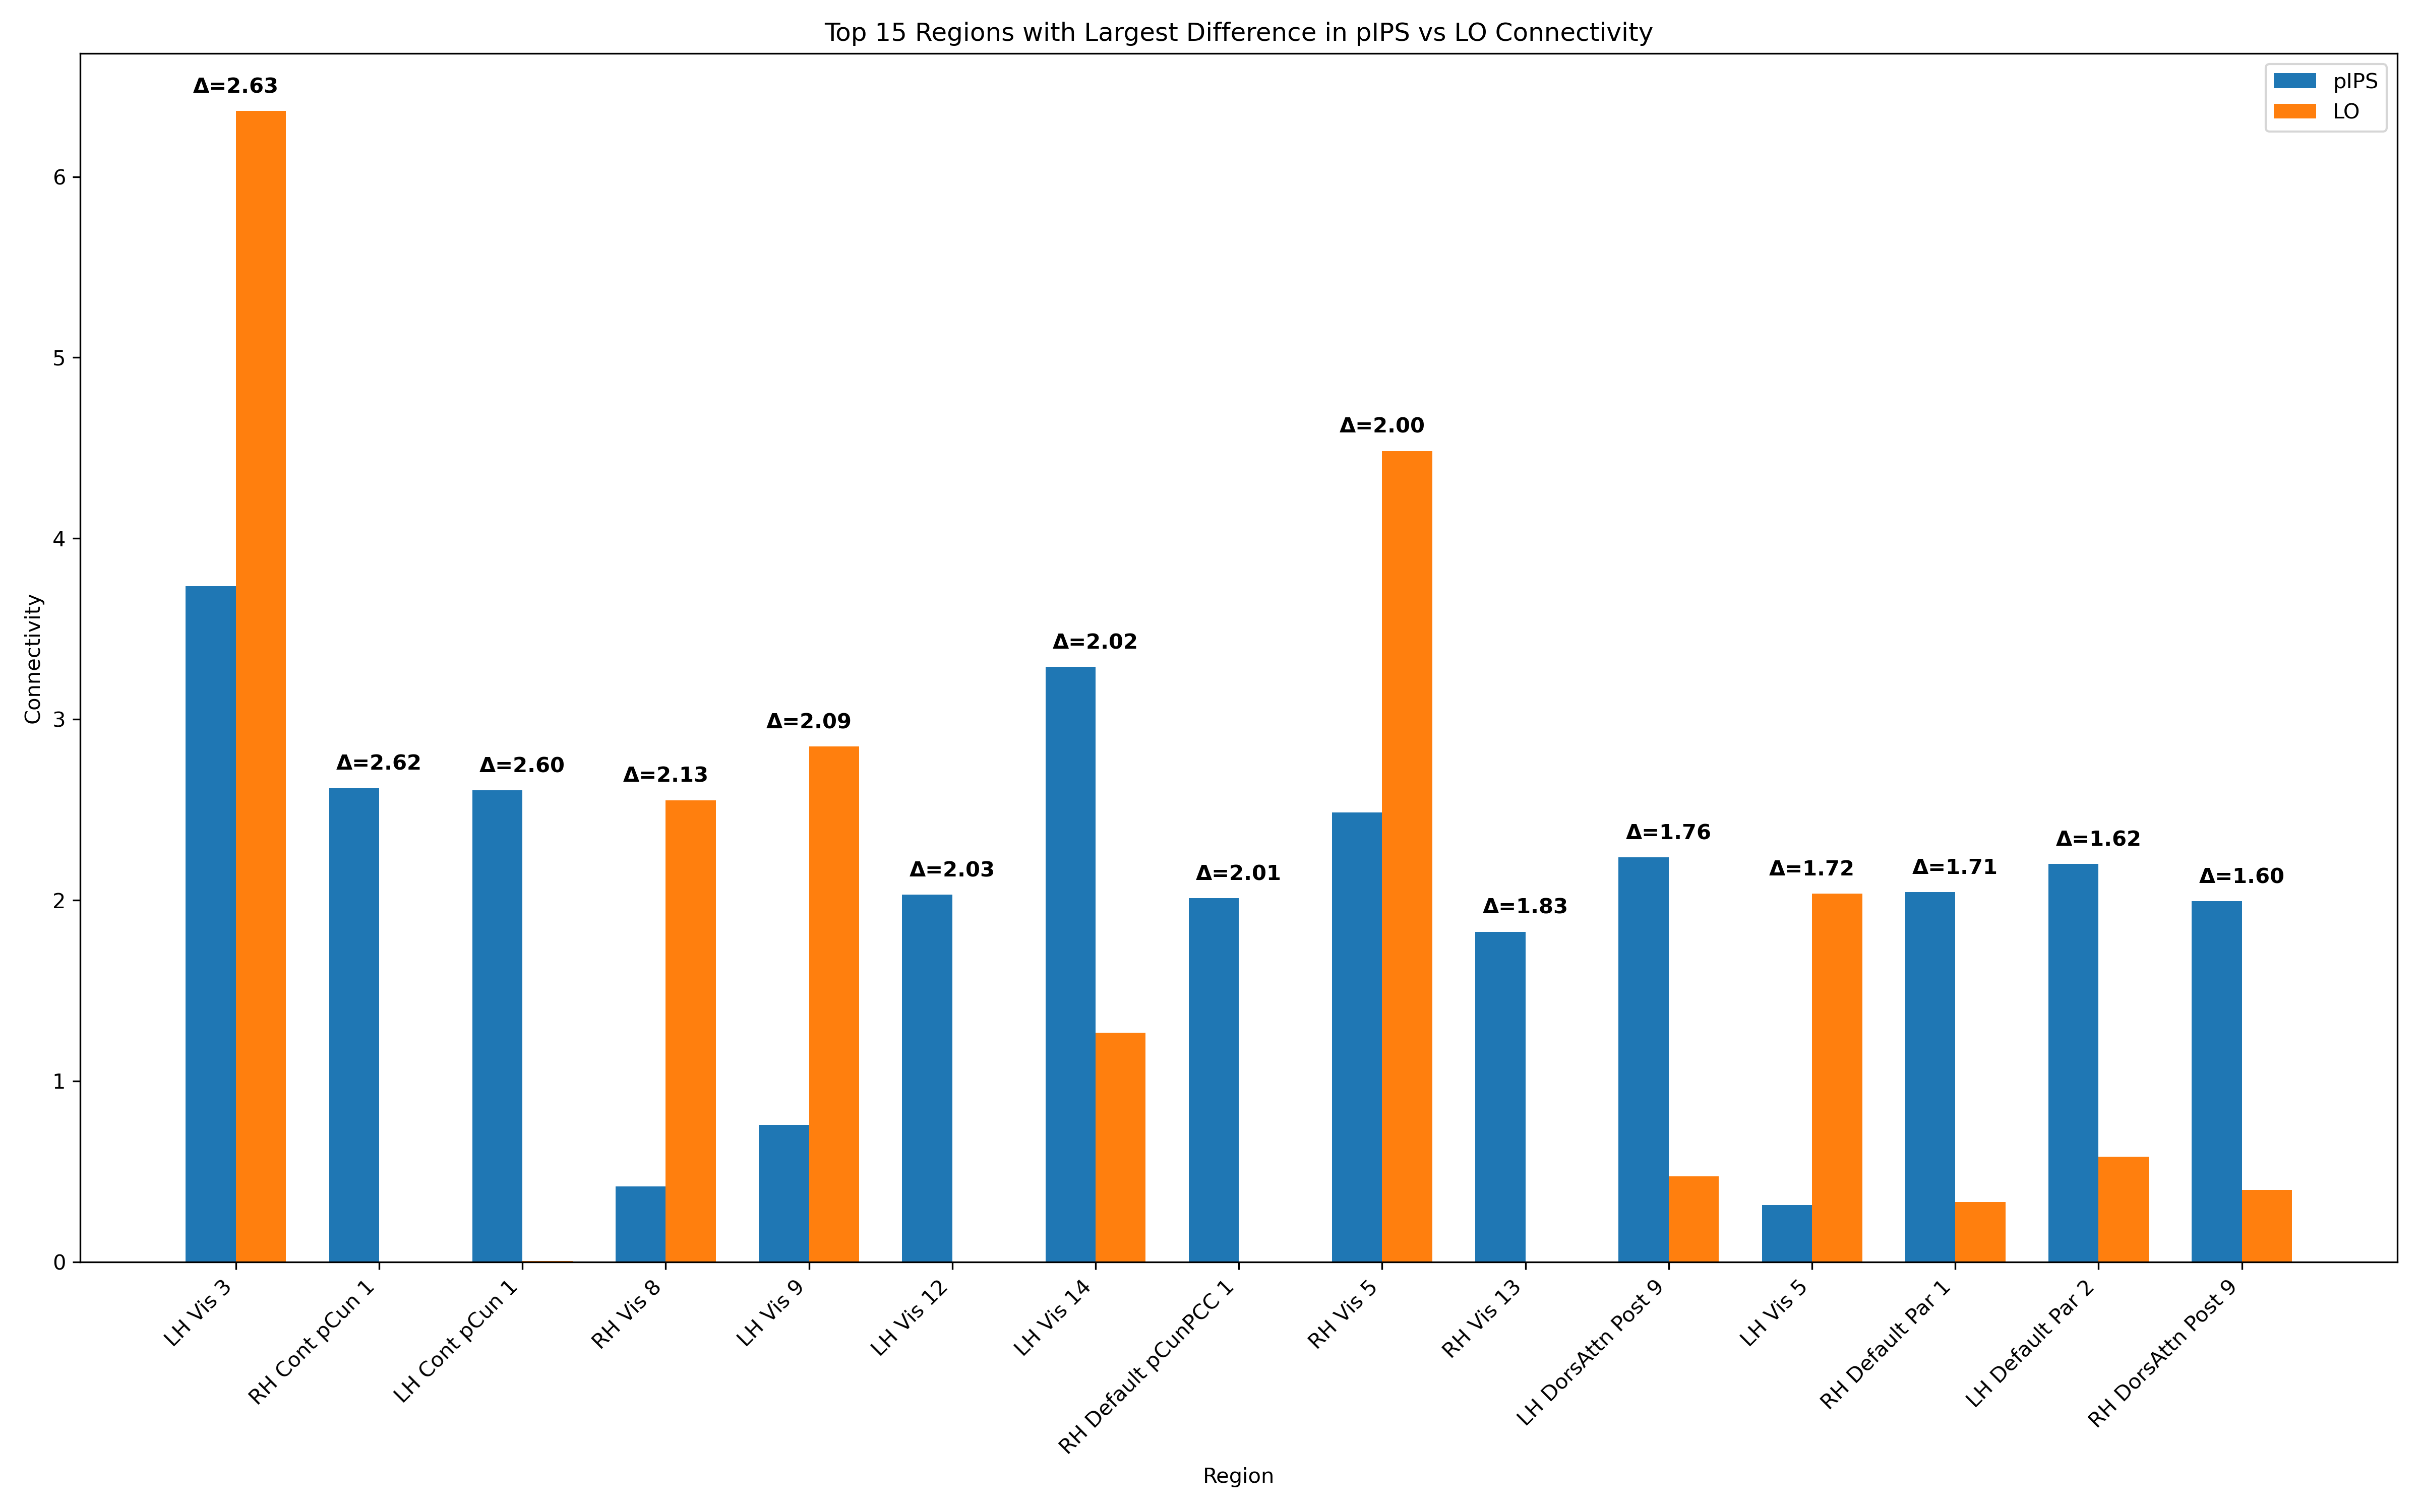 Top 15 Regions with Largest Difference in pIPS vs LO Connectivity
pIPS
LO
Connectivity
6
5
4
3
2
1
0
Δ=2.63
Δ=2.62
Δ=2.60
Δ=2.13
Δ=2.09
Δ=2.03
Δ=2.02
Δ=2.01
Δ=2.00
Δ=1.83
Δ=1.76
Δ=1.72
Δ=1.71
Δ=1.62
Δ=1.60
LH Vis 3
RH Cont pCun 1
LH Cont pCun 1
RH Vis 8
LH Vis 9
LH Vis 12
LH Vis 14
RH Default pCunPCC 1
RH Vis 5
RH Vis 13
LH DorsAttn Post 9
LH Vis 5
RH Default Par 1
LH Default Par 2
RH DorsAttn Post 9
Region